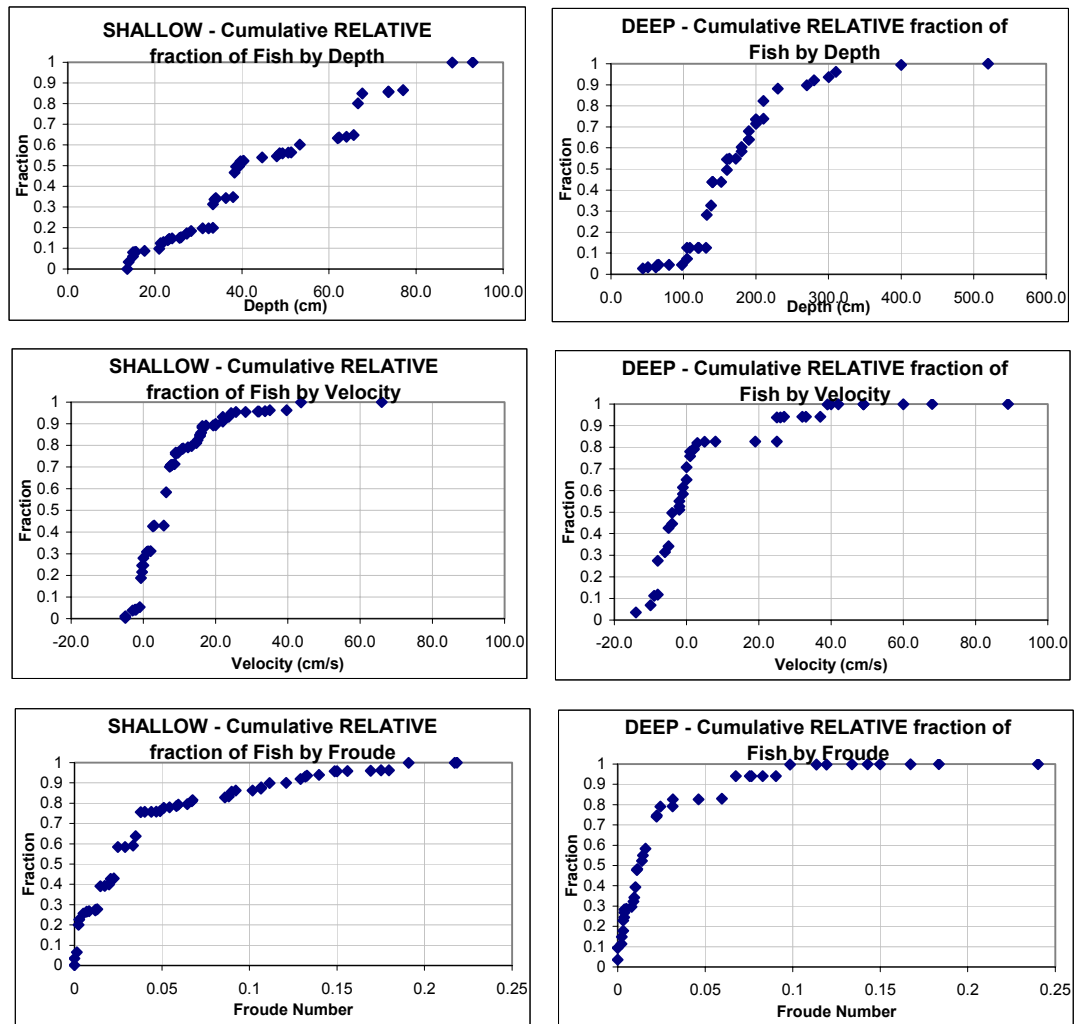 SHALLOW - Cumulative RELATIVE
fraction of Fish by Depth
1
0.9
0.8
0.7
0.6
0.5
0.4
0.3
0.2
0.1
0
Fraction
0.0 20.0 40.0 60.0 80.0 100.0
Depth (cm)
DEEP - Cumulative RELATIVE fraction of
Fish by Depth
1
0.9
0.8
0.7
0.6
0.5
0.4
0.3
0.2
0.1
0
Fraction
0.0 100.0 200.0 300.0 400.0 500.0 600.0
Depth (cm)
SHALLOW - Cumulative RELATIVE
fraction of Fish by Velocity
1
0.9
0.8
0.7
0.6
0.5
0.4
0.3
0.2
0.1
0
Fraction
-20.0 0.0 20.0 40.0 60.0 80.0 100.0
Velocity (cm/s)
DEEP - Cumulative RELATIVE fraction of
Fish by Velocity
1
0.9
0.8
0.7
0.6
0.5
0.4
0.3
0.2
0.1
0
Fraction
-20.0 0.0 20.0 40.0 60.0 80.0 100.0
Velocity (cm/s)
SHALLOW - Cumulative RELATIVE
fraction of Fish by Froude
1
0.9
0.8
0.7
0.6
0.5
0.4
0.3
0.2
0.1
0
Fraction
0 0.05 0.1 0.15 0.2 0.25
Froude Number
DEEP - Cumulative RELATIVE fraction of
Fish by Froude
1
0.9
0.8
0.7
0.6
0.5
0.4
0.3
0.2
0.1
0
Fraction
0 0.05 0.1 0.15 0.2 0.25
Froude Number